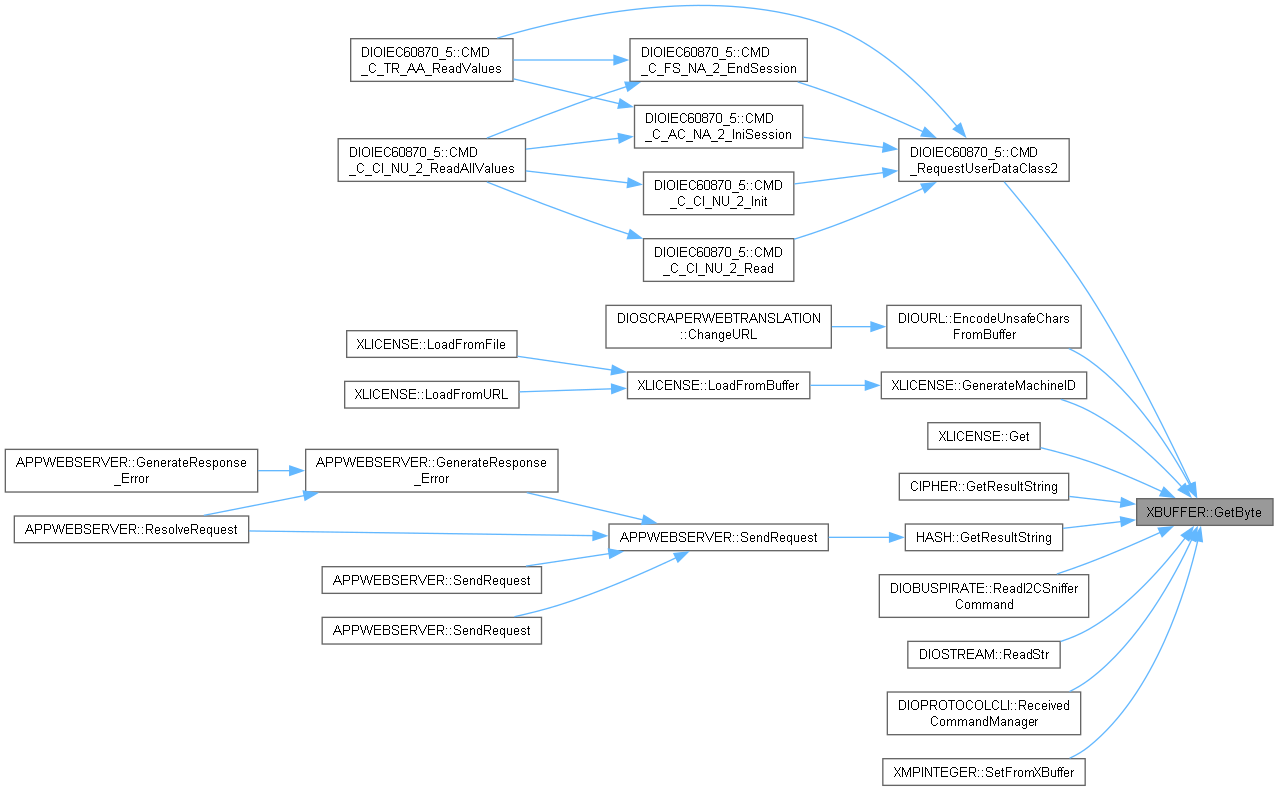 DIOIEC60870_5::CMD
_C_TR_AA_ReadValues
DIOIEC60870_5::CMD
_C_FS_NA_2_EndSession
DIOIEC60870_5::CMD
_C_AC_NA_2_IniSession
DIOIEC60870_5::CMD
_C_CI_NU_2_ReadAllValues
DIOIEC60870_5::CMD
_RequestUserDataClass2
DIOIEC60870_5::CMD
_C_CI_NU_2_Init
DIOIEC60870_5::CMD
_C_CI_NU_2_Read
DIOSCRAPERWEBTRANSLATION
::ChangeURL
DIOURL::EncodeUnsafeChars
FromBuffer
XLICENSE::LoadFromFile
XLICENSE::LoadFromURL
XLICENSE::LoadFromBuffer
XLICENSE::GenerateMachineID
XLICENSE::Get
APPWEBSERVER::GenerateResponse
_Error
APPWEBSERVER::GenerateResponse
_Error
CIPHER::GetResultString
XBUFFER::GetByte
APPWEBSERVER::ResolveRequest
APPWEBSERVER::SendRequest
HASH::GetResultString
APPWEBSERVER::SendRequest
DIOBUSPIRATE::ReadI2CSniffer
Command
APPWEBSERVER::SendRequest
DIOSTREAM::ReadStr
DIOPROTOCOLCLI::Received
CommandManager
XMPINTEGER::SetFromXBuffer